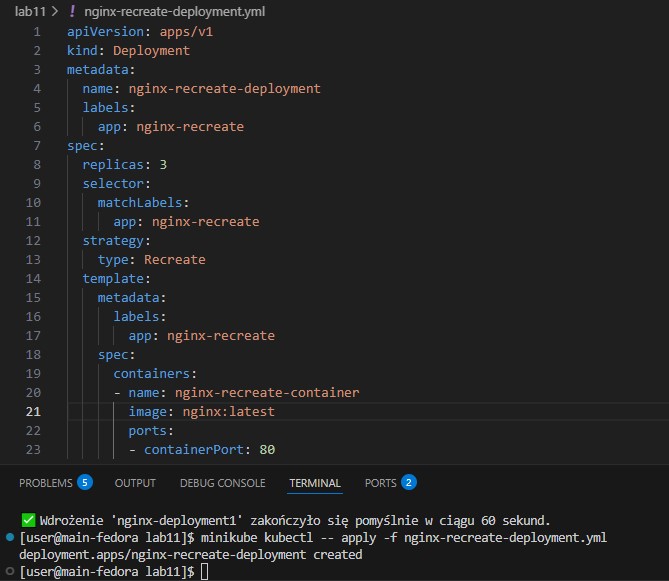 lab11 > ! nginx-recreate-deployment.yml
1 apiVersion: apps/v1
2 kind: Deployment
3 metadata:
4   name: nginx-recreate-deployment
5   labels:
6     app: nginx-recreate
7 spec:
8   replicas: 3
9   selector:
10     matchLabels:
11       app: nginx-recreate
12   strategy:
13     type: Recreate
14   template:
15     metadata:
16       labels:
17         app: nginx-recreate
18     spec:
19       containers:
20       - name: nginx-recreate-container
21         image: nginx:latest
22         ports:
23         - containerPort: 80
PROBLEMS 5 OUTPUT DEBUG CONSOLE TERMINAL PORTS 2
✅ Wdrożenie 'nginx-deployment1' zakończyło się pomyślnie w ciągu 60 sekund.
[user@main-fedora lab11]$ minikube kubectl -- apply -f nginx-recreate-deployment.yml
deployment.apps/nginx-recreate-deployment created
[user@main-fedora lab11]$